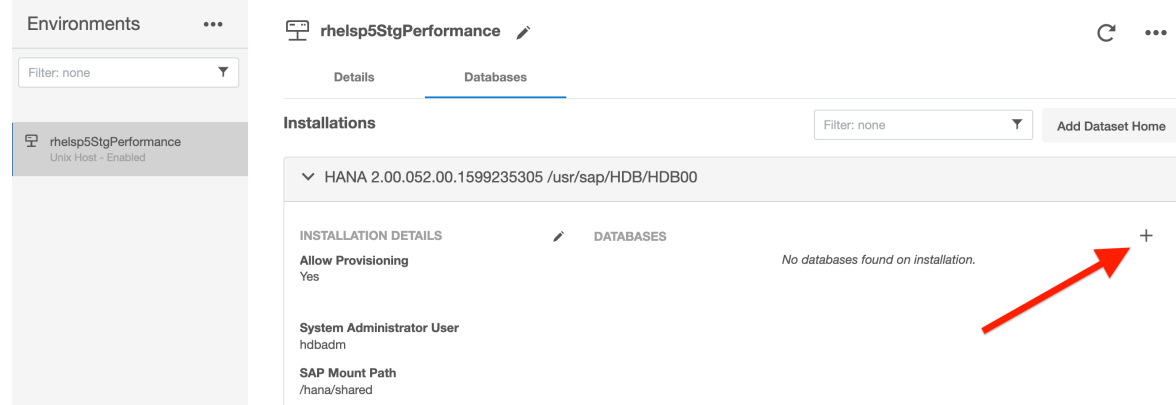 Environments
Filter: none
rhelsp5StgPerformance
Unix Host - Enabled
rhelsp5StgPerformance
Details
Databases
Installations
Filter: none
Add Dataset Home
HANA 2.00.052.00.1599235305 /usr/sap/HDB/HDB00
INSTALLATION DETAILS
Allow Provisioning
Yes
System Administrator User
hdbadm
SAP Mount Path
/hana/shared
DATABASES
No databases found on installation.